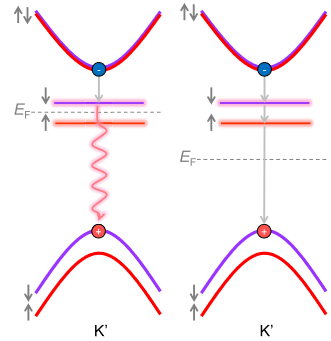 -
-
E_F
E_F
+
+
K'
K'